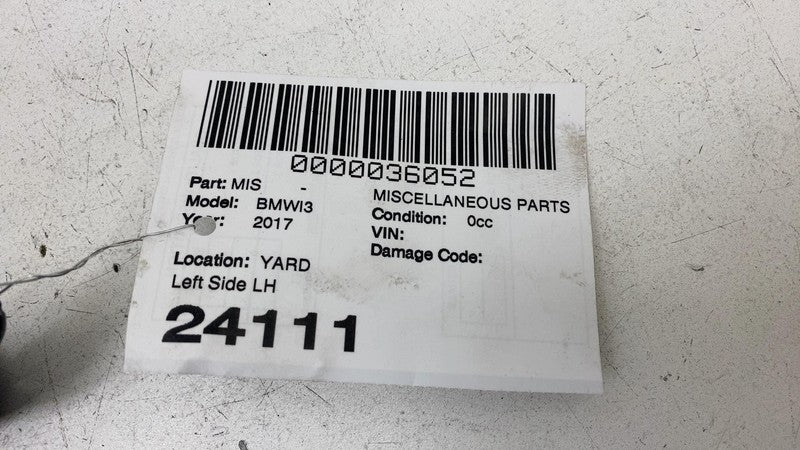 0000036052
Part: MIS - MISCELLANEOUS PARTS
Model: BMWI3 Condition: 0cc
Year: 2017 VIN:
Damage Code:
Location: YARD
Left Side LH
24111